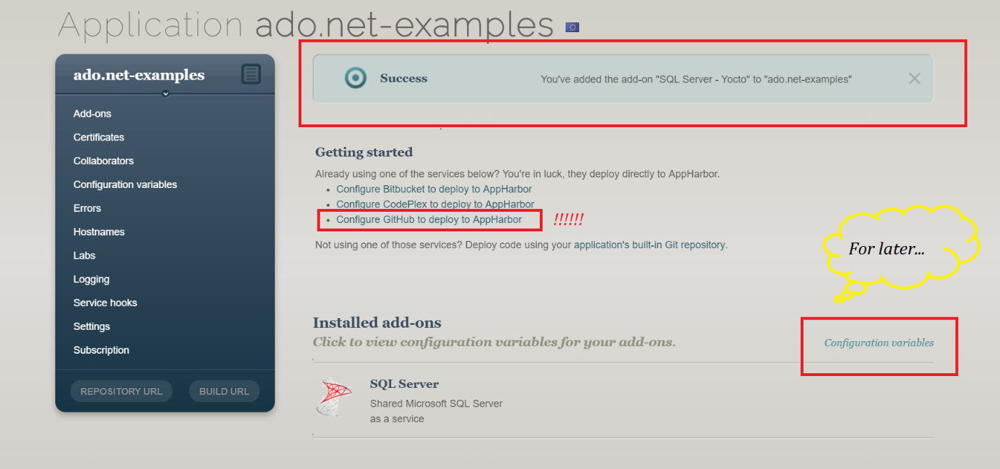 Application ado.net-examples
ado.net-examples
Add-ons
Certificates
Collaborators
Configuration variables
Errors
Hostnames
Labs
Logging
Service hooks
Settings
Subscription
REPOSITORY URL
BUILD URL
Success
You've added the add-on "SQL Server - Yocto" to "ado.net-examples"
Getting started
Already using one of the services below? You're in luck, they deploy directly to AppHarbor.
• Configure Bitbucket to deploy to AppHarbor
• Configure CodePlex to deploy to AppHarbor
• Configure GitHub to deploy to AppHarbor !!!!!!
Not using one of those services? Deploy code using your application's built-in Git repository.
For later...
Installed add-ons
Click to view configuration variables for your add-ons.
Configuration variables
SQL Server
Shared Microsoft SQL Server
as a service